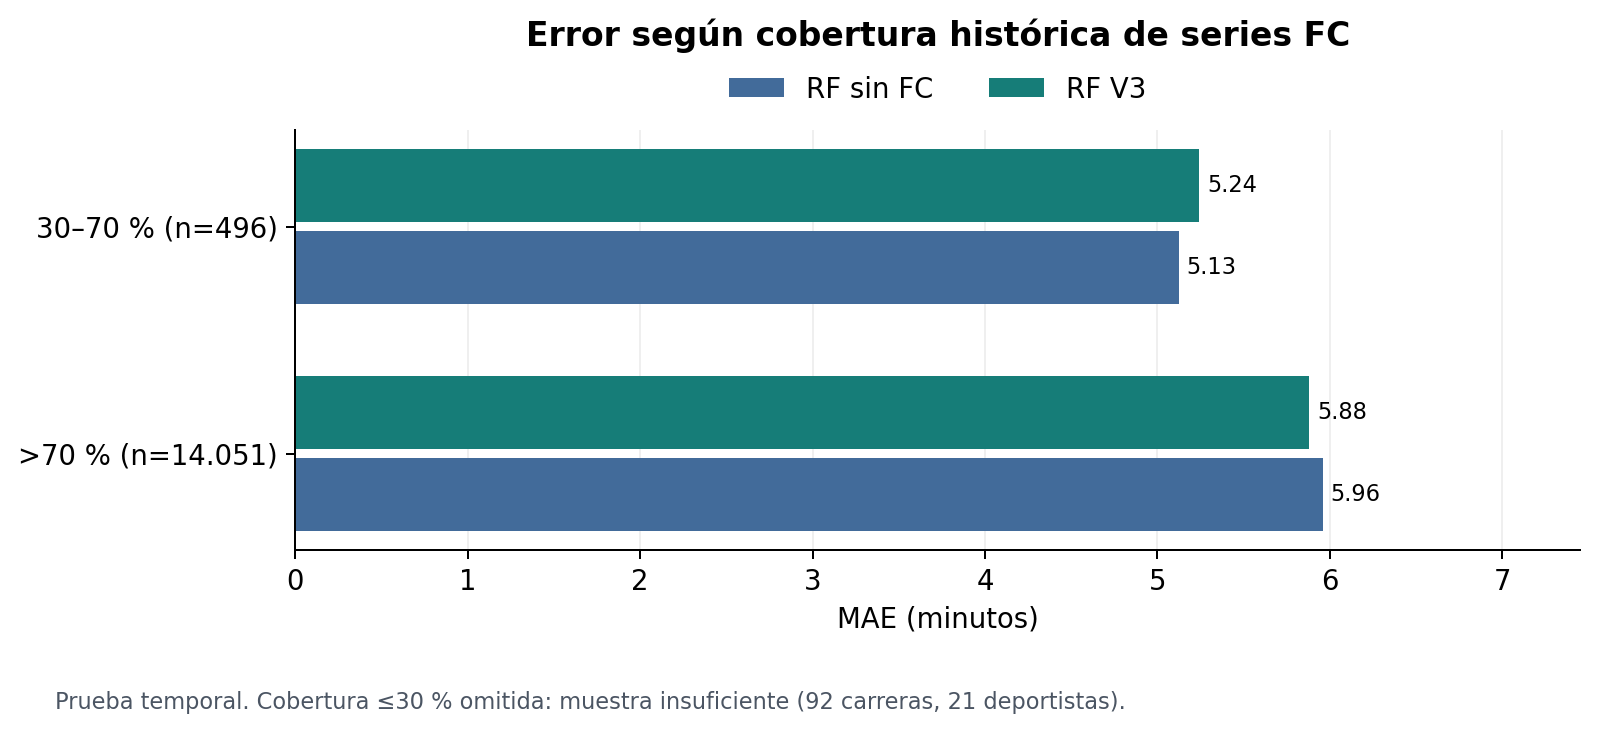 Error según cobertura histórica de series FC
RF sin FC RF V3
30–70 % (n=496)
5.24
5.13
>70 % (n=14.051)
5.88
5.96
0 1 2 3 4 5 6 7
MAE (minutos)
Prueba temporal. Cobertura ≤30 % omitida: muestra insuficiente (92 carreras, 21 deportistas).